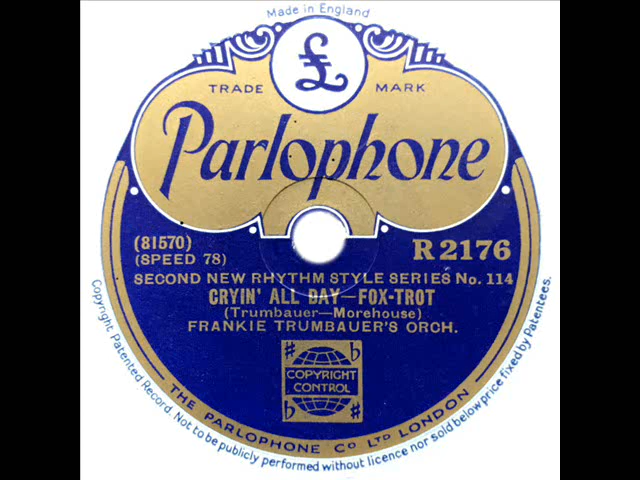 Made in England
£
TRADE MARK
Parlophone
(81570)
(SPEED 78)
R 2176
SECOND NEW RHYTHM STYLE SERIES No. 114
CRYIN' ALL DAY—FOX-TROT
(Trumbauer—Morehouse)
FRANKIE TRUMBAUER'S ORCH.
COPYRIGHT
CONTROL
THE PARLOPHONE CO LTD LONDON
Copyright Patented Record. Not to be publicly performed without licence nor sold below price fixed by Patentees.